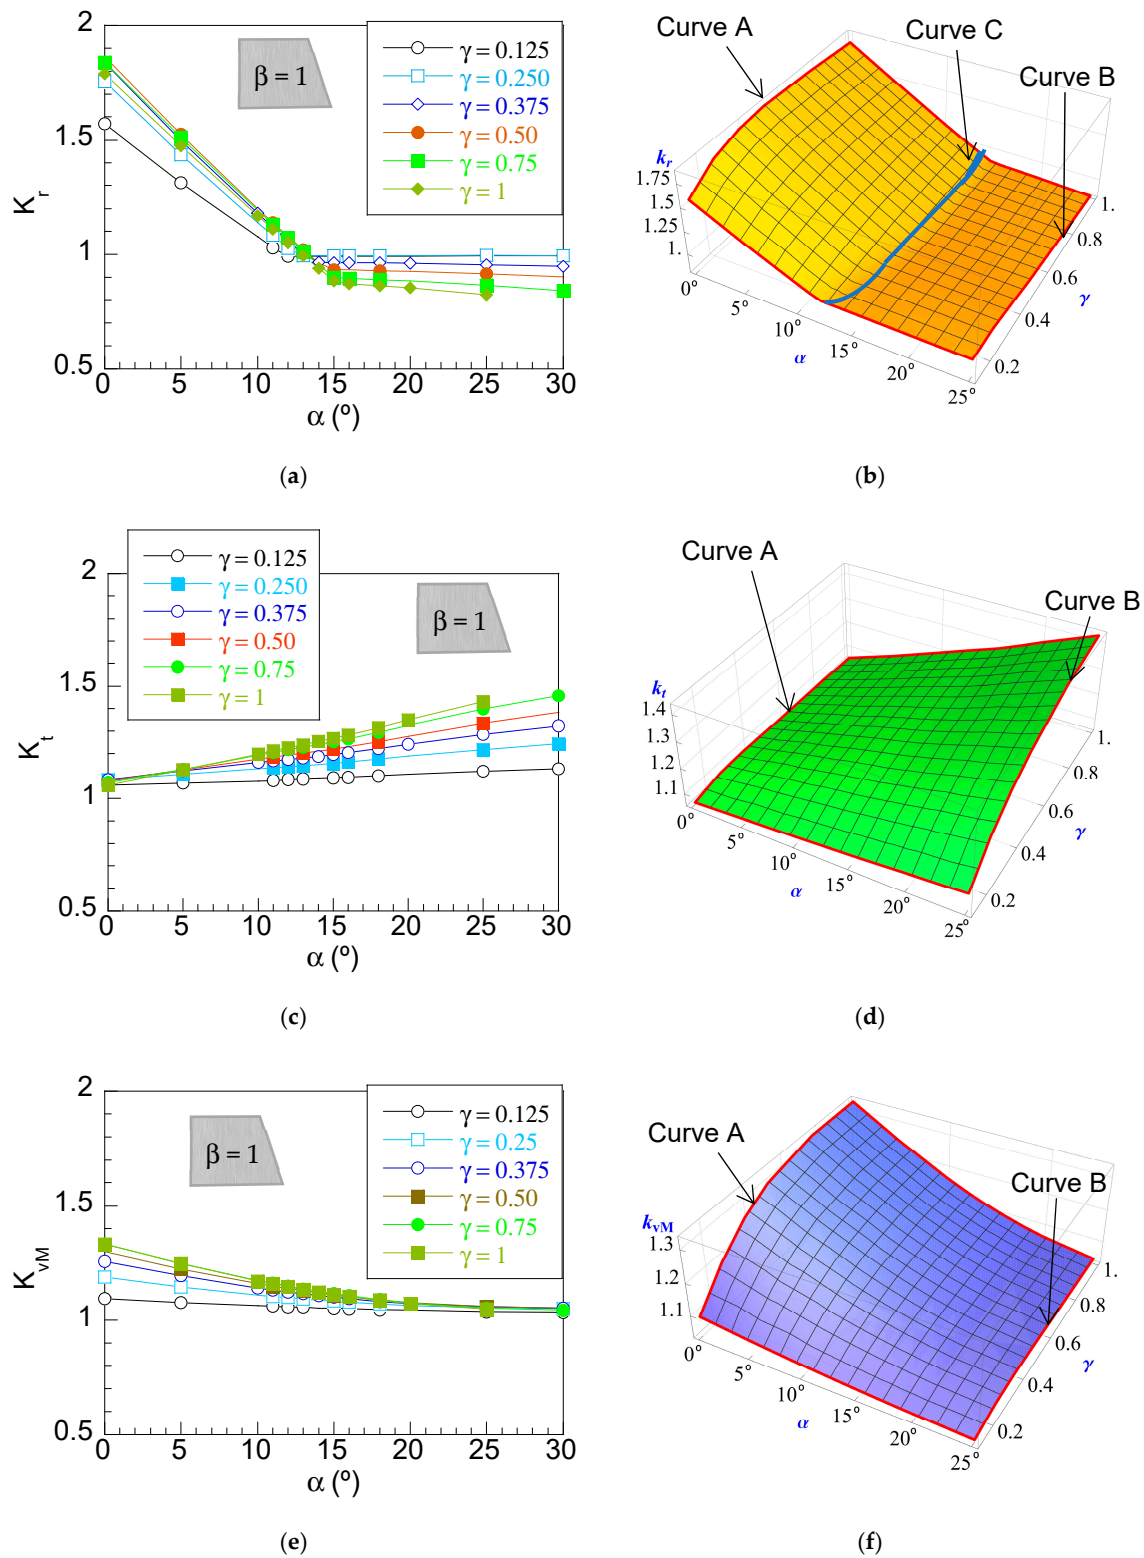 2
1.5
1
0.5
K_r
0 5 10 15 20 25 30
α (º)
β = 1
γ = 0.125
γ = 0.250
γ = 0.375
γ = 0.50
γ = 0.75
γ = 1
(a)
Curve A
Curve C
Curve B
k_r
1.75
1.5
1.25
1.
0° 5° 10° 15° 20° 25°
α
0.2 0.4 0.6 0.8 1.
γ
(b)
γ = 0.125
γ = 0.250
γ = 0.375
γ = 0.50
γ = 0.75
γ = 1
β = 1
2
1.5
1
0.5
K_t
0 5 10 15 20 25 30
α (º)
(c)
Curve A
Curve B
k_t
1.4
1.3
1.2
1.1
0° 5° 10° 15° 20° 25°
α
0.2 0.4 0.6 0.8 1.
γ
(d)
2
1.5
1
0.5
K_vM
0 5 10 15 20 25 30
α (º)
β = 1
γ = 0.125
γ = 0.25
γ = 0.375
γ = 0.50
γ = 0.75
γ = 1
(e)
Curve A
Curve B
k_vM
1.3
1.2
1.1
0° 5° 10° 15° 20° 25°
α
0.2 0.4 0.6 0.8 1.
γ
(f)